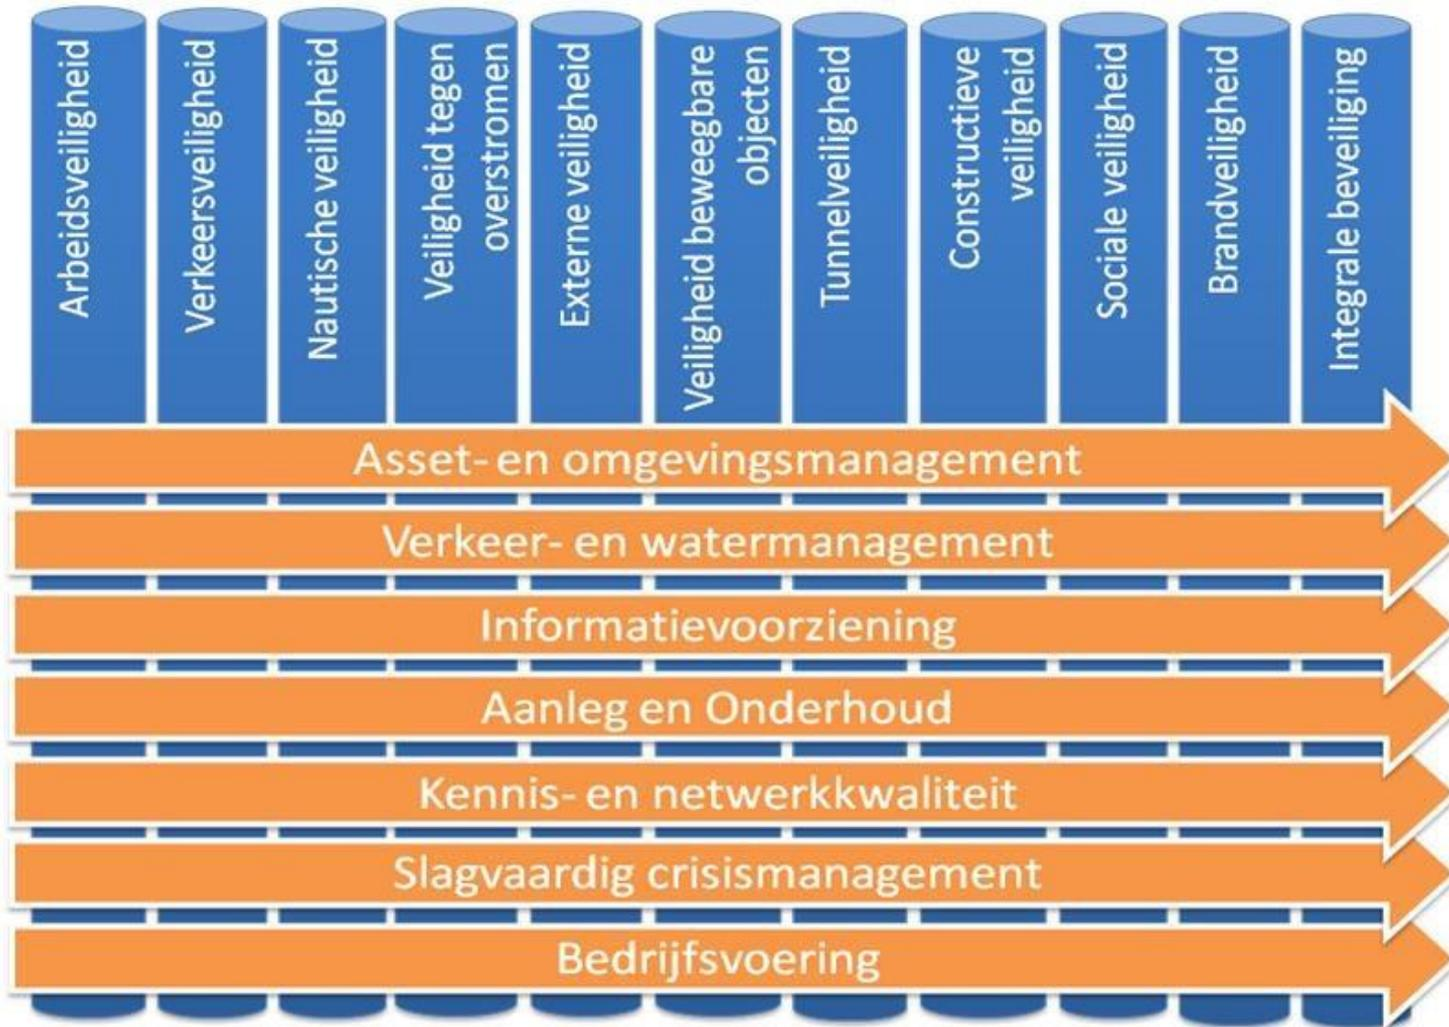 Arbeidsveiligheid
Verkeersveiligheid
Nautische veiligheid
Veiligheid tegen
overstromen
Externe veiligheid
Veiligheid beweegbare
objecten
Tunnelveiligheid
Constructieve
veiligheid
Sociale veiligheid
Brandveiligheid
Integrale beveiliging
Asset- en omgevingsmanagement
Verkeer- en watermanagement
Informatievoorziening
Aanleg en Onderhoud
Kennis- en netwerkkwaliteit
Slagvaardig crisismanagement
Bedrijfsvoering